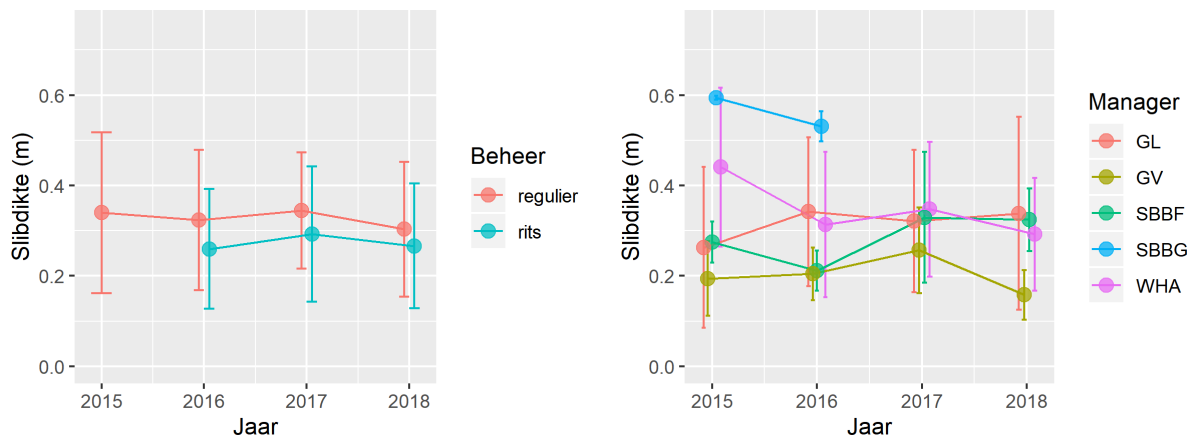 Slibdikte (m)
0.6
0.4
0.2
0.0
2015 2016 2017 2018
Jaar
Beheer
regulier
rits
Slibdikte (m)
0.6
0.4
0.2
0.0
2015 2016 2017 2018
Jaar
Manager
GL
GV
SBBF
SBBG
WHA